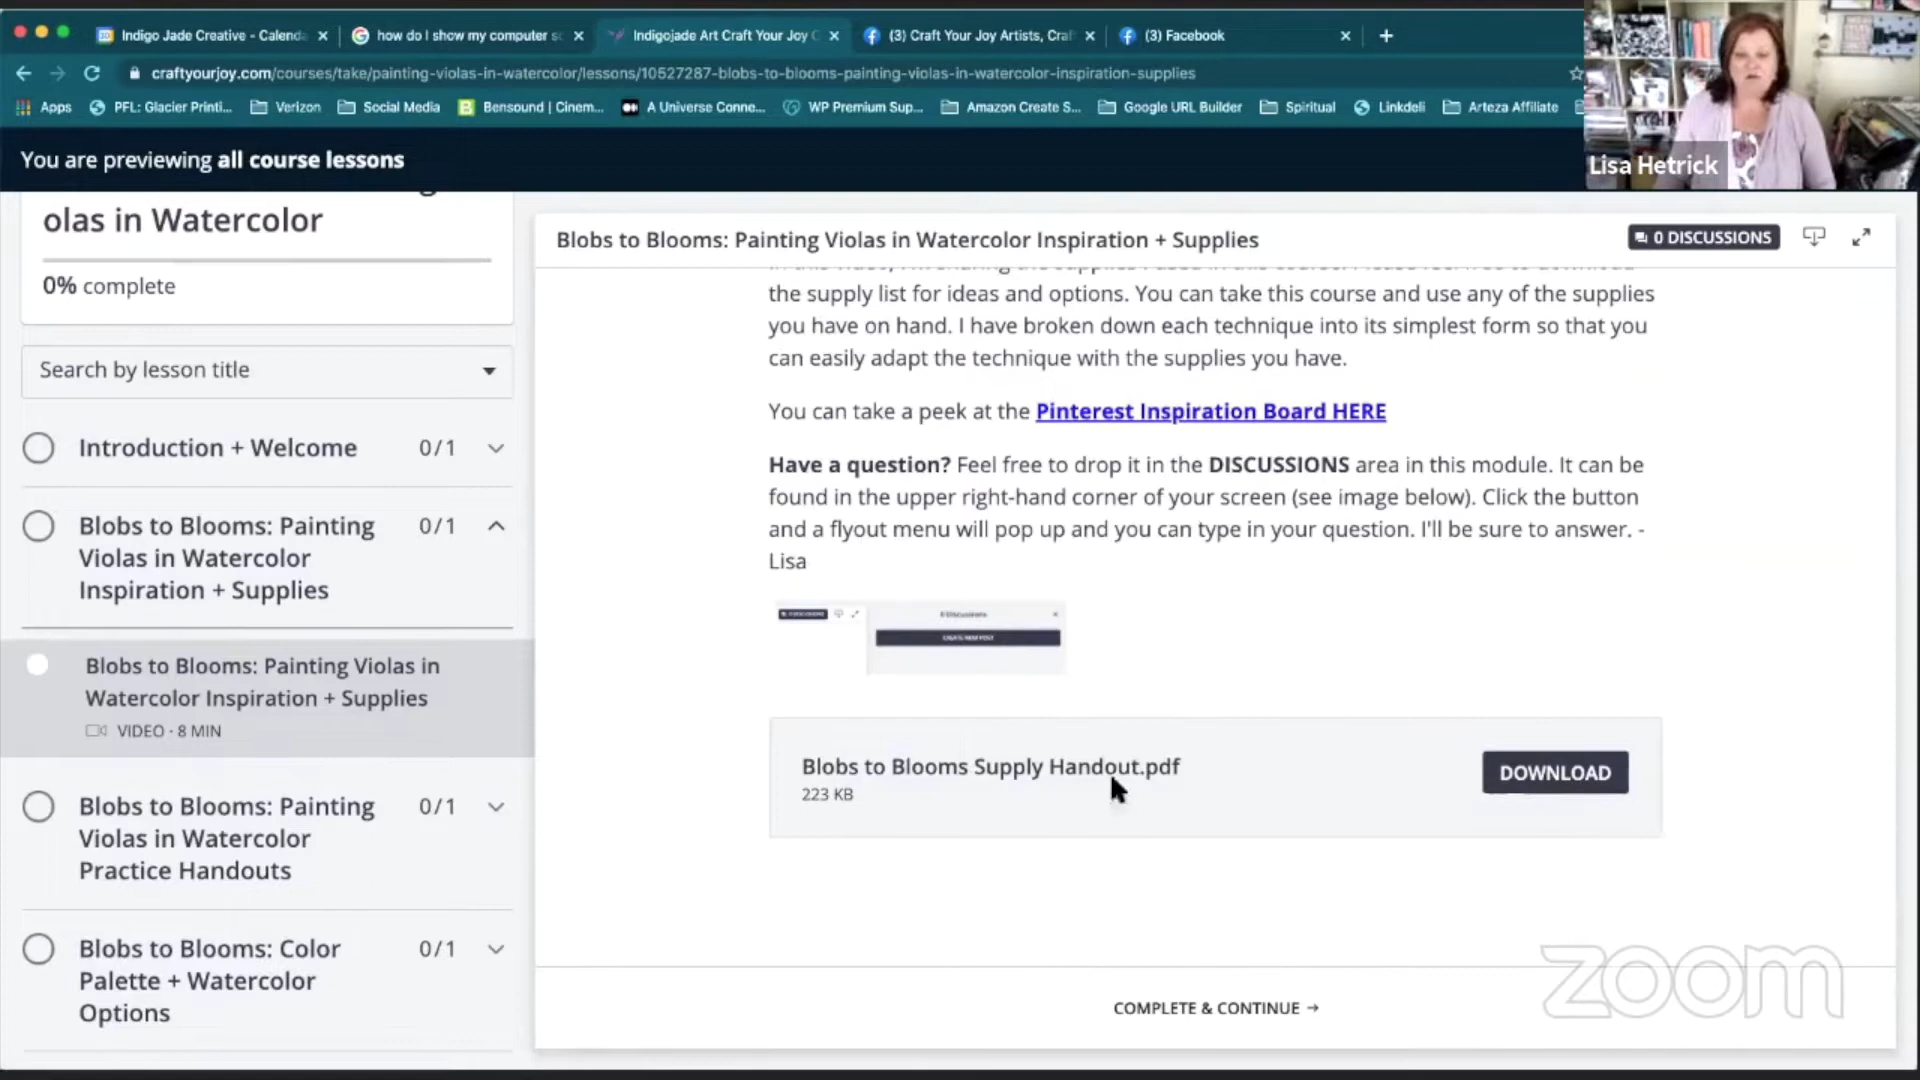 Indigo Jade Creative - Calenda
how do I show my computer sc
Indigojade Art Craft Your Joy C
(3) Craft Your Joy Artists, Craf
(3) Facebook
craftyourjoy.com/courses/take/painting-violas-in-watercolor/lessons/10527287-blobs-to-blooms-painting-violas-in-watercolor-inspiration-supplies
Apps
PFL: Glacier Printi...
Verizon
Social Media
Bensound | Cinem...
A Universe Conne...
WP Premium Sup...
Amazon Create S...
Google URL Builder
Spiritual
Linkdeli
Arteza Affiliate
Lisa Hetrick
You are previewing all course lessons
olas in Watercolor
0% complete
Search by lesson title
Introduction + Welcome 0/1
Blobs to Blooms: Painting 0/1
Violas in Watercolor
Inspiration + Supplies
Blobs to Blooms: Painting Violas in
Watercolor Inspiration + Supplies
VIDEO · 8 MIN
Blobs to Blooms: Painting 0/1
Violas in Watercolor
Practice Handouts
Blobs to Blooms: Color 0/1
Palette + Watercolor
Options
Blobs to Blooms: Painting Violas in Watercolor Inspiration + Supplies
0 DISCUSSIONS
the supply list for ideas and options. You can take this course and use any of the supplies
you have on hand. I have broken down each technique into its simplest form so that you
can easily adapt the technique with the supplies you have.
You can take a peek at the Pinterest Inspiration Board HERE
Have a question? Feel free to drop it in the DISCUSSIONS area in this module. It can be
found in the upper right-hand corner of your screen (see image below). Click the button
and a flyout menu will pop up and you can type in your question. I'll be sure to answer. -
Lisa
0 DISCUSSIONS
0 Discussions
CREATE NEW POST
Blobs to Blooms Supply Handout.pdf
223 KB
DOWNLOAD
COMPLETE & CONTINUE →
zoom